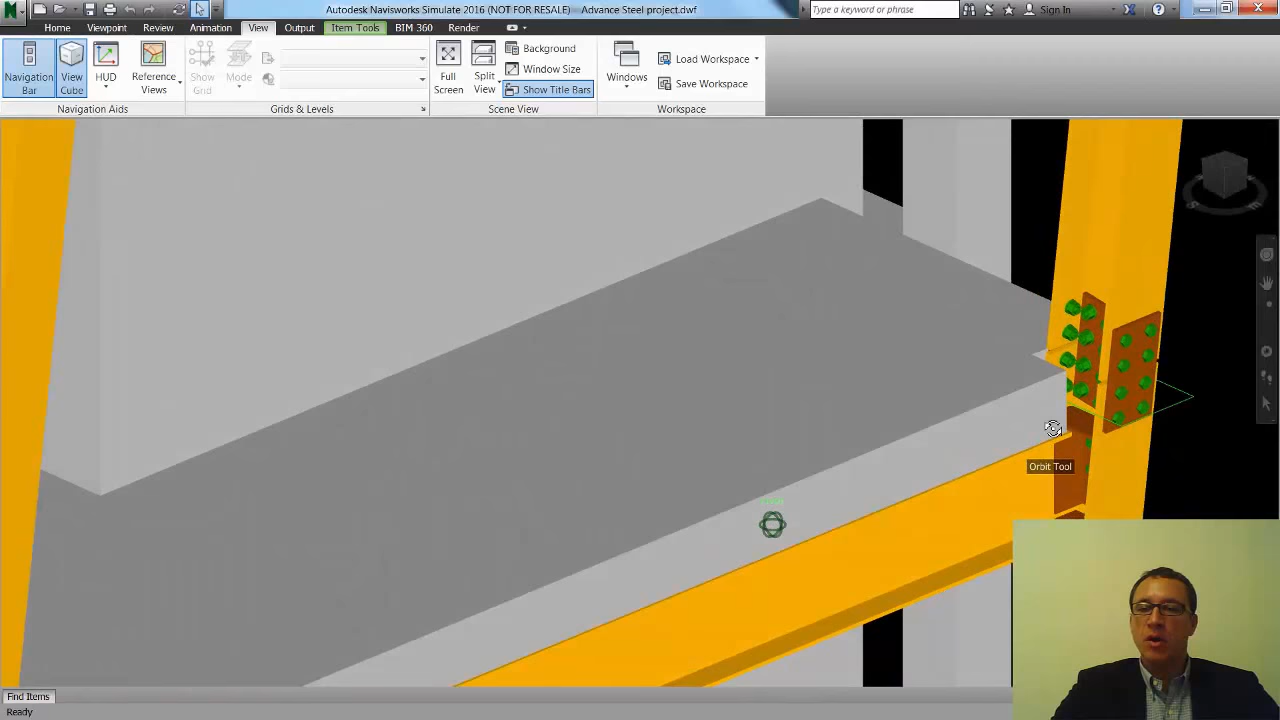 Autodesk Navisworks Simulate 2016 (NOT FOR RESALE) - Advance Steel project.dwf
Type a keyword or phrase
Sign In
Home
Viewpoint
Review
Animation
View
Output
Item Tools
BIM 360
Render
Navigation Bar
View Cube
HUD
Reference Views
Show Grid
Mode
Full Screen
Split View
Background
Window Size
Show Title Bars
Windows
Load Workspace
Save Workspace
Navigation Aids
Grids & Levels
Scene View
Workspace
Orbit Tool
Find Items
Ready